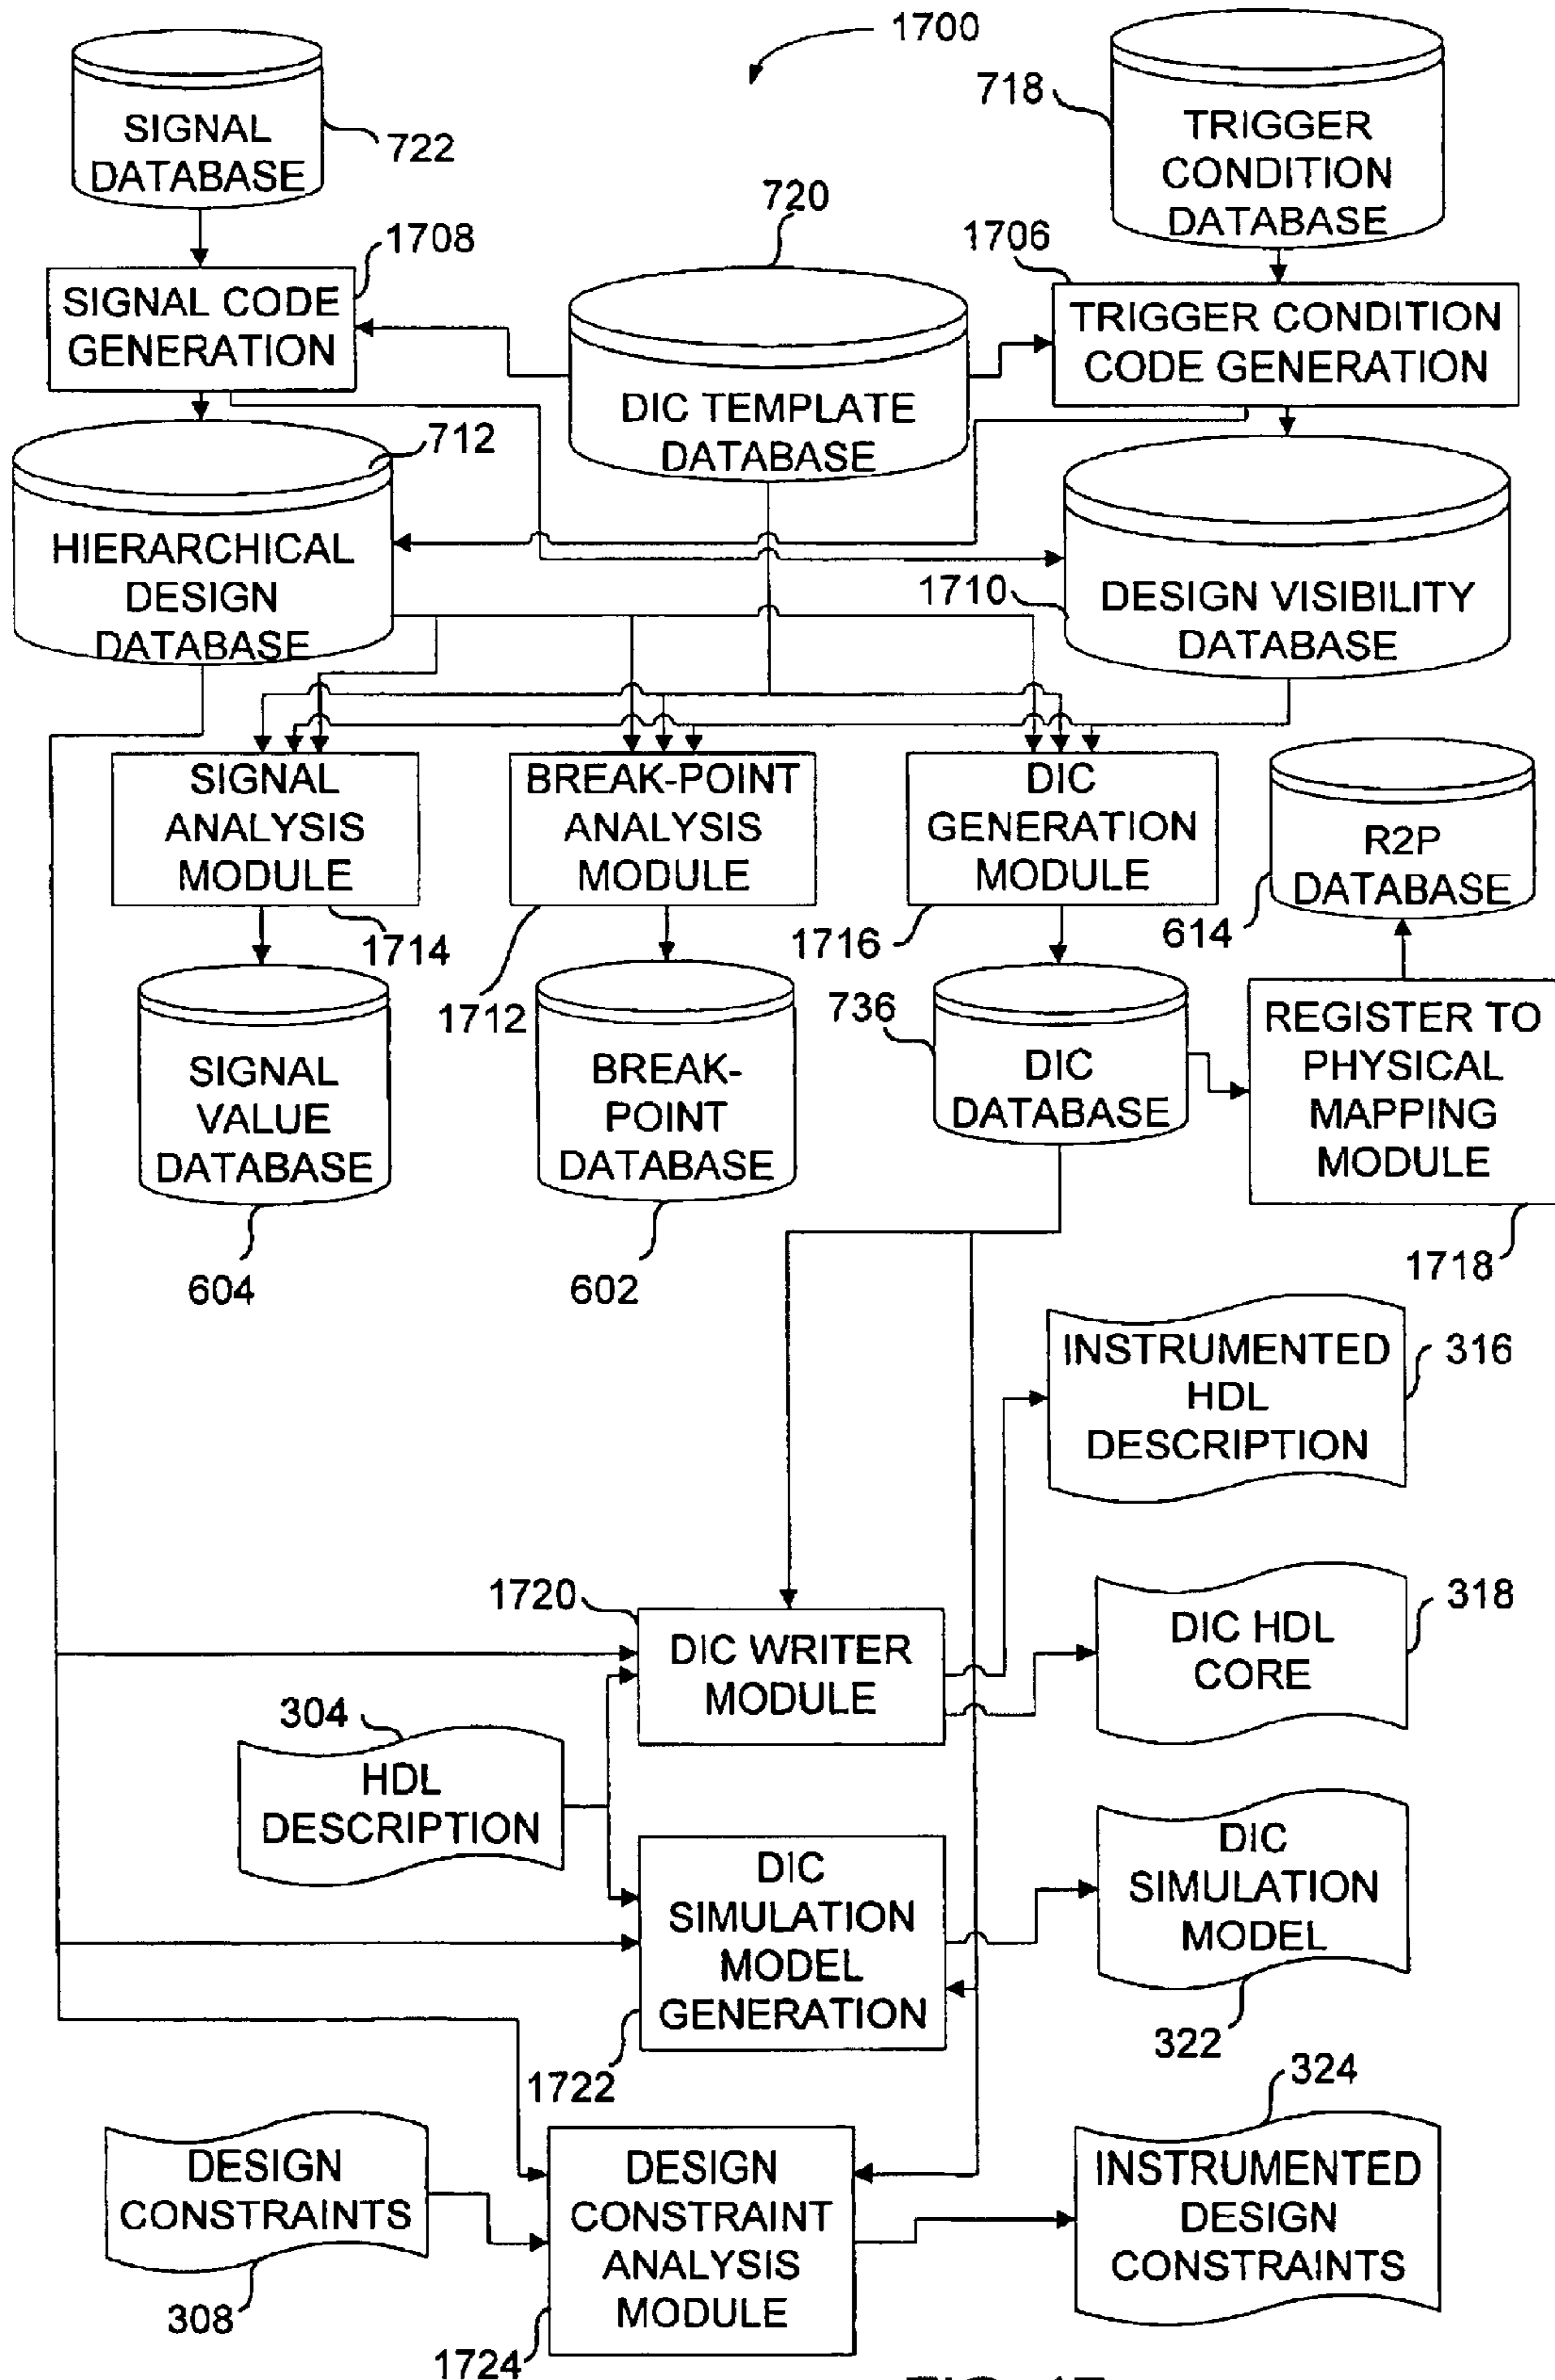 1700
SIGNAL
DATABASE
722
718
TRIGGER
CONDITION
DATABASE
720
1708
1706
SIGNAL CODE
GENERATION
TRIGGER CONDITION
CODE GENERATION
DIC TEMPLATE
DATABASE
712
HIERARCHICAL
DESIGN
DATABASE
1710
DESIGN VISIBILITY
DATABASE
SIGNAL
ANALYSIS
MODULE
BREAK-POINT
ANALYSIS
MODULE
DIC
GENERATION
MODULE
R2P
DATABASE
1714
1712
1716
614
SIGNAL
VALUE
DATABASE
BREAK-
POINT
DATABASE
736
DIC
DATABASE
REGISTER TO
PHYSICAL
MAPPING
MODULE
604
602
1718
INSTRUMENTED
HDL
DESCRIPTION
316
1720
DIC WRITER
MODULE
DIC HDL
CORE
318
304
HDL
DESCRIPTION
DIC
SIMULATION
MODEL
GENERATION
DIC
SIMULATION
MODEL
1722
322
324
DESIGN
CONSTRAINTS
DESIGN
CONSTRAINT
ANALYSIS
MODULE
INSTRUMENTED
DESIGN
CONSTRAINTS
308
1724